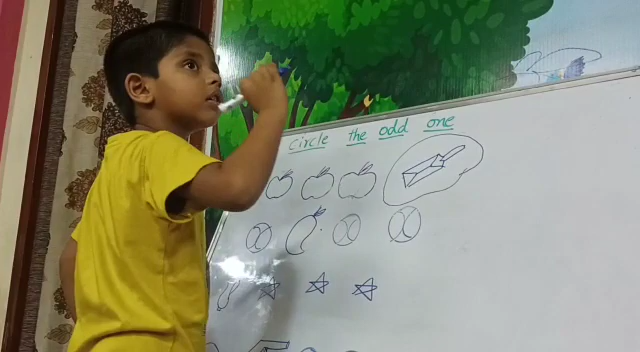 circle the odd one